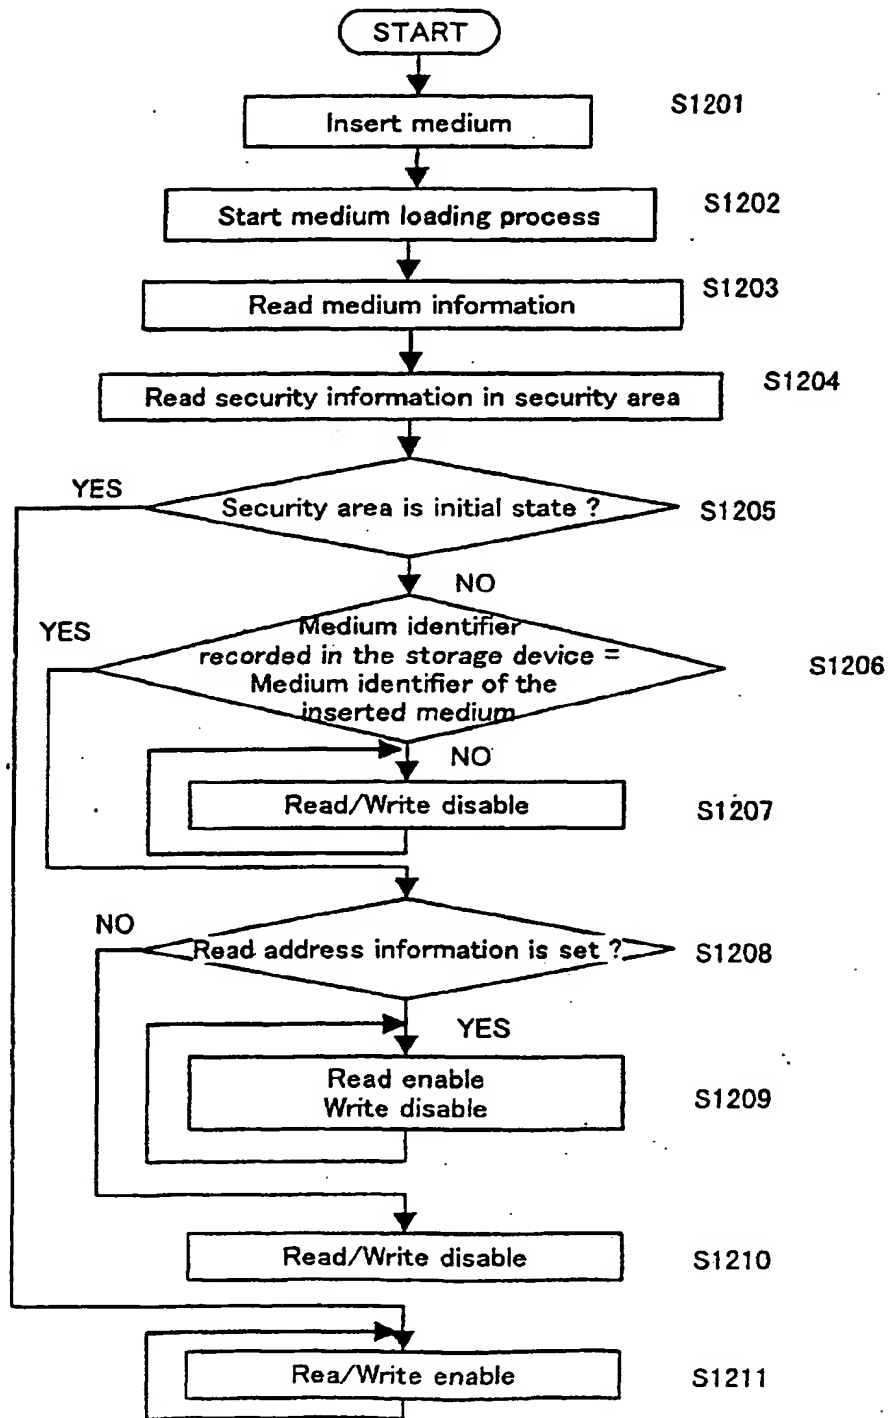 START
Insert medium
S1201
Start medium loading process
S1202
Read medium information
S1203
Read security information in security area
S1204
YES
Security area is initial state ?
S1205
NO
YES
Medium identifier
recorded in the storage device =
Medium identifier of the
inserted medium
S1206
NO
Read/Write disable
S1207
NO
Read address information is set ?
S1208
YES
Read enable
Write disable
S1209
Read/Write disable
S1210
Rea/Write enable
S1211